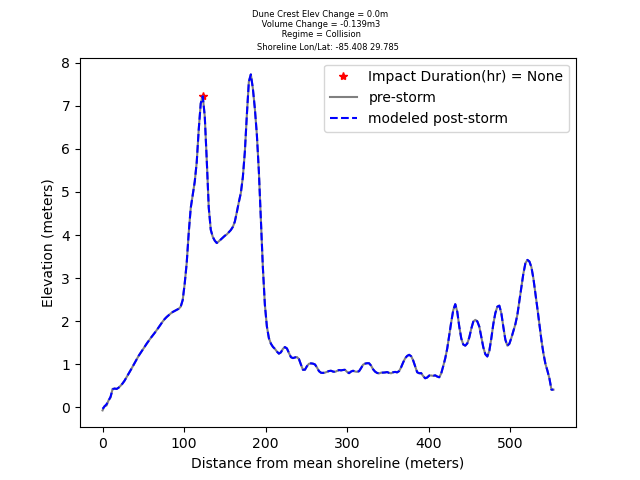 Dune Crest Elev Change = 0.0m
Volume Change = -0.139m3
Regime = Collision
Shoreline Lon/Lat: -85.408 29.785
Impact Duration(hr) = None
pre-storm
modeled post-storm
Elevation (meters)
8
7
6
5
4
3
2
1
0
0 100 200 300 400 500
Distance from mean shoreline (meters)